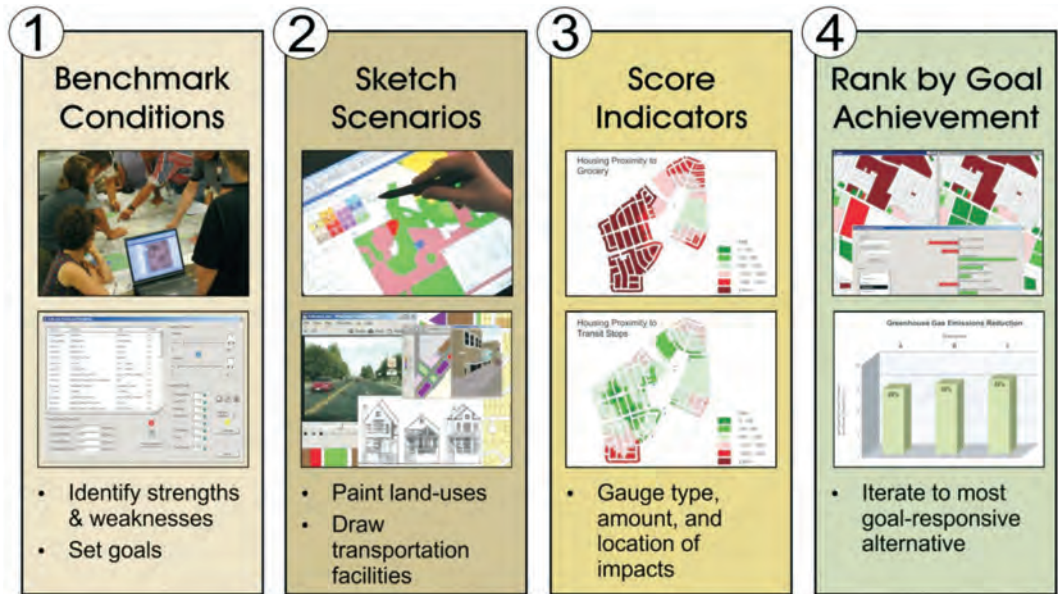 1
Benchmark
Conditions
• Identify strengths
& weaknesses
• Set goals
2
Sketch
Scenarios
• Paint land-uses
• Draw
transportation
facilities
3
Score
Indicators
Housing Proximity to
Grocery
Housing Proximity to
Transit Stops
• Gauge type,
amount, and
location of
impacts
4
Rank by Goal
Achievement
Greenhouse Gas Emissions Reduction
• Iterate to most
goal-responsive
alternative